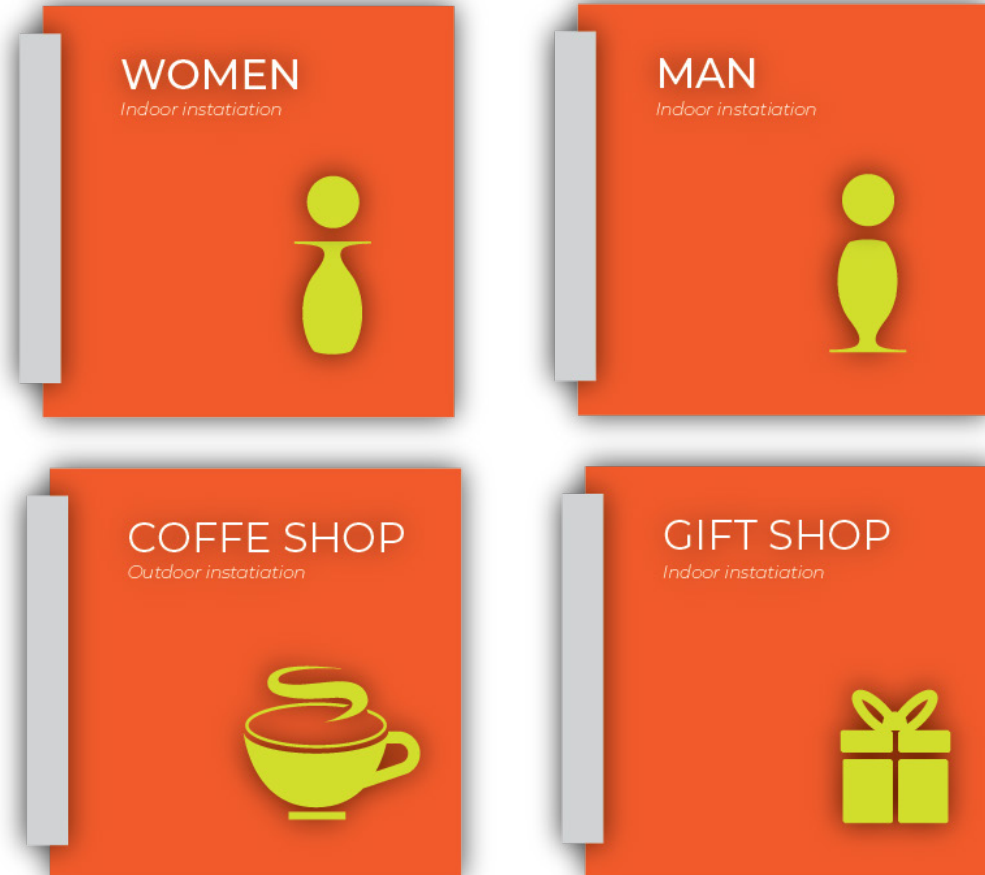 WOMEN
Indoor instatiation
MAN
Indoor instatiation
COFFE SHOP
Outdoor instatiation
GIFT SHOP
Indoor instatiation